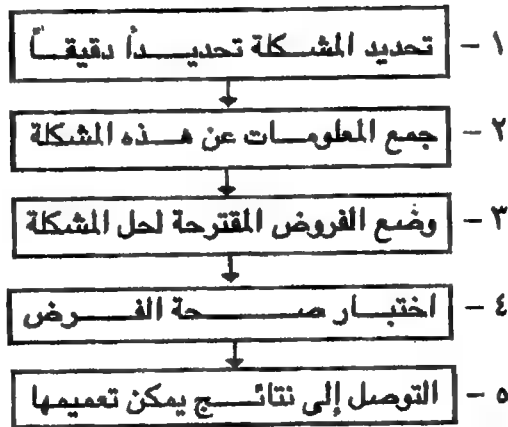 ١ - تحديد المشكلة تحديداً دقيقاً
٢ - جمع المعلومات عن هذه المشكلة
٣ - وضع الفروض المقترحة لحل المشكلة
٤ - اختبار صحة الفرض
٥ - التوصل إلى نتائج يمكن تعميمها